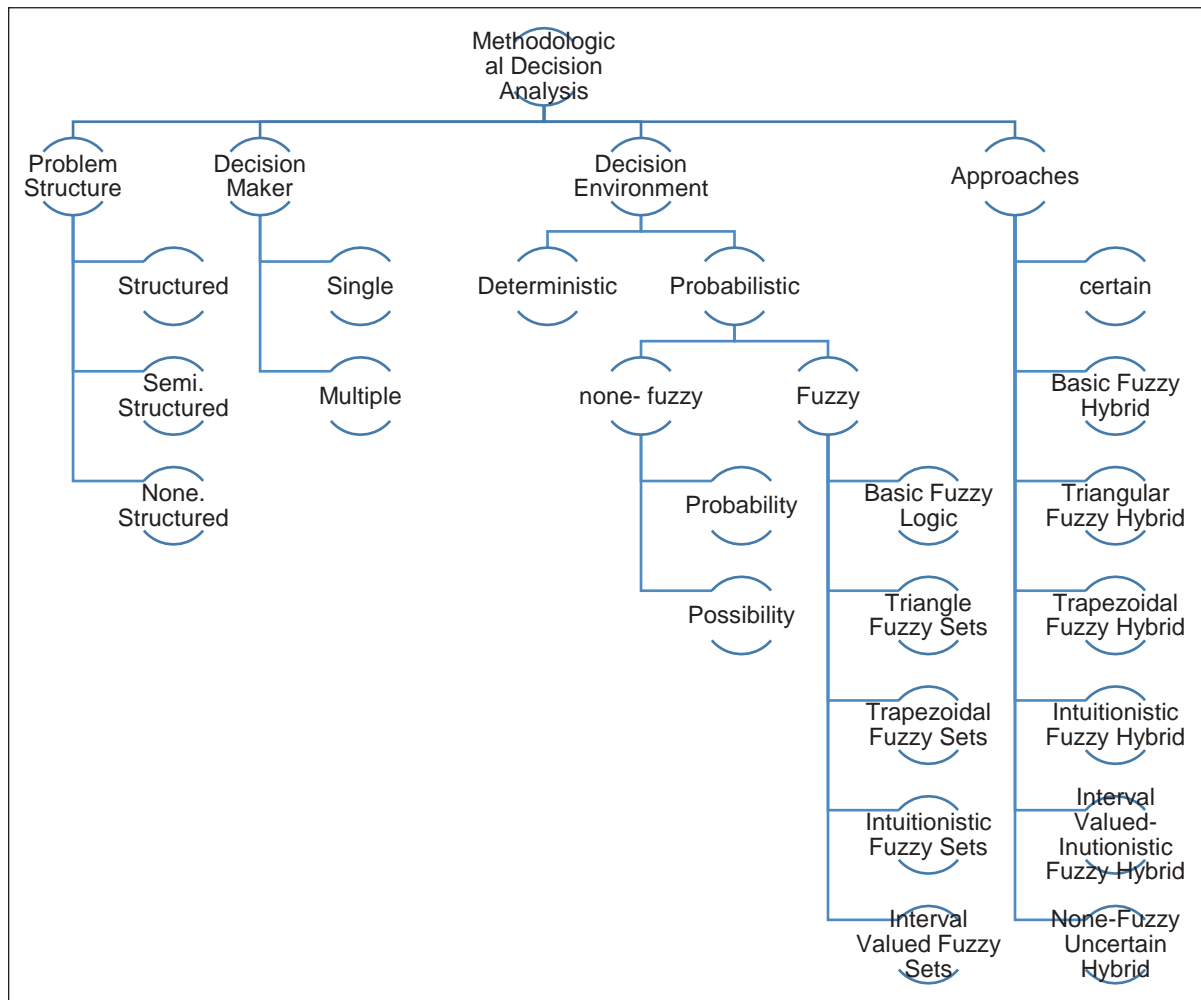 Methodologic
al Decision
Analysis
Problem
Structure
Decision
Maker
Decision
Environment
Approaches
Structured
Semi.
Structured
None.
Structured
Single
Multiple
Deterministic
Probabilistic
none- fuzzy
Fuzzy
Probability
Possibility
Basic Fuzzy
Logic
Triangle
Fuzzy Sets
Trapezoidal
Fuzzy Sets
Intuitionistic
Fuzzy Sets
Interval
Valued Fuzzy
Sets
certain
Basic Fuzzy
Hybrid
Triangular
Fuzzy Hybrid
Trapezoidal
Fuzzy Hybrid
Intuitionistic
Fuzzy Hybrid
Interval
Valued-
Inutionistic
Fuzzy Hybrid
None-Fuzzy
Uncertain
Hybrid